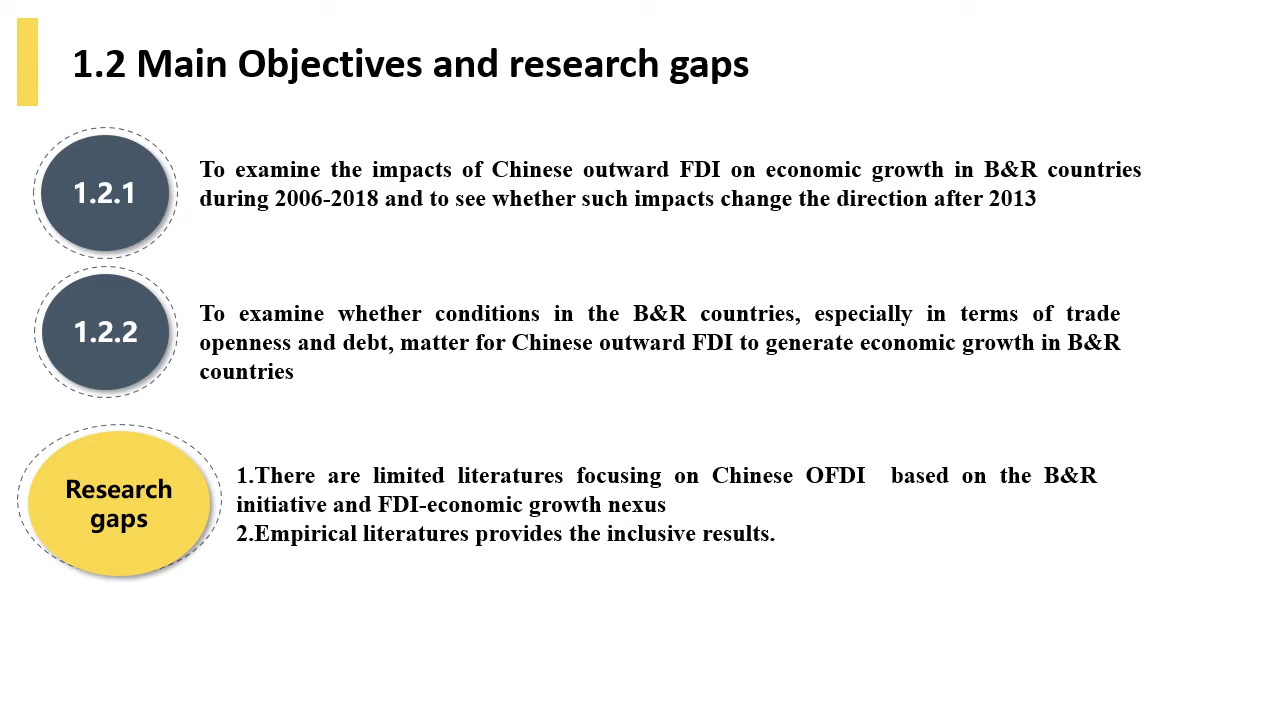 1.2 Main Objectives and research gaps
1.2.1
To examine the impacts of Chinese outward FDI on economic growth in B&R countries
during 2006-2018 and to see whether such impacts change the direction after 2013
1.2.2
To examine whether conditions in the B&R countries, especially in terms of trade
openness and debt, matter for Chinese outward FDI to generate economic growth in B&R
countries
Research
gaps
1.There are limited literatures focusing on Chinese OFDI  based on the B&R
initiative and FDI-economic growth nexus
2.Empirical literatures provides the inclusive results.